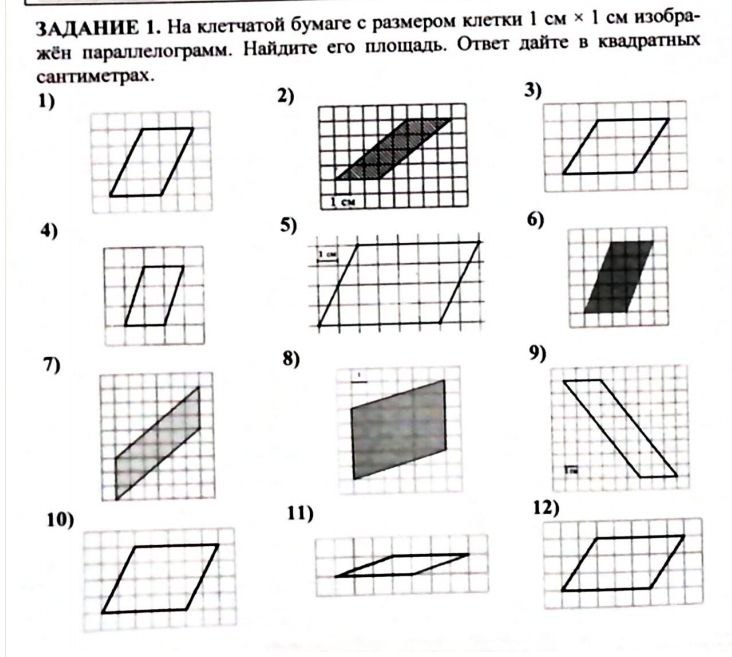 ЗАДАНИЕ 1. На клетчатой бумаге с размером клетки 1 см × 1 см изобра-
жён параллелограмм. Найдите его площадь. Ответ дайте в квадратных
сантиметрах.
1) 2) 3)
1 см
4) 5) 6)
1 см
7) 8) 9)
1
1 см
10) 11) 12)